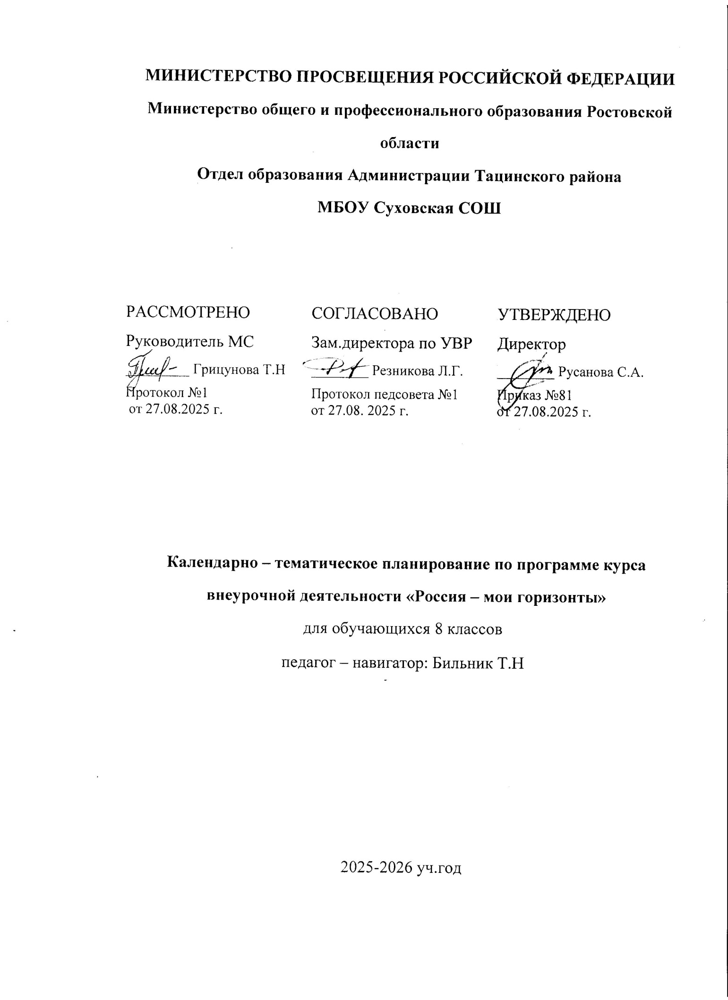 МИНИСТЕРСТВО ПРОСВЕЩЕНИЯ РОССИЙСКОЙ ФЕДЕРАЦИИ
Министерство общего и профессионального образования Ростовской
области
Отдел образования Администрации Тацинского района
МБОУ Суховская СОШ
РАССМОТРЕНО
Руководитель МС
Грицунова Т.Н
Протокол №1
от 27.08.2025 г.
СОГЛАСОВАНО
Зам.директора по УВР
Резникова Л.Г.
Протокол педсовета №1
от 27.08. 2025 г.
УТВЕРЖДЕНО
Директор
Русанова С.А.
Приказ №81
от 27.08.2025 г.
Календарно – тематическое планирование по программе курса
внеурочной деятельности «Россия – мои горизонты»
для обучающихся 8 классов
педагог – навигатор: Бильник Т.Н
2025-2026 уч.год